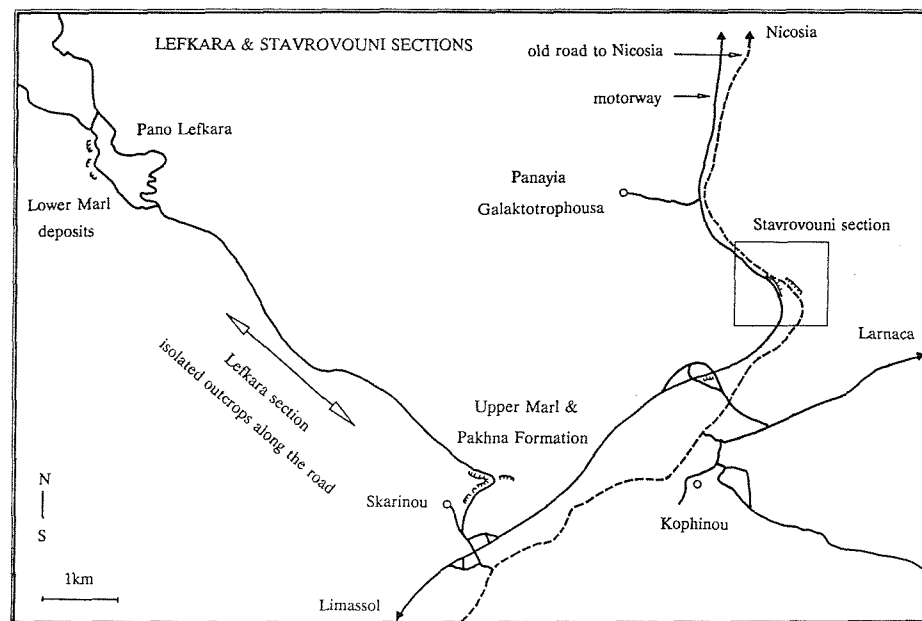 LEFKARA & STAVROVOUNI SECTIONS
Nicosia
old road to Nicosia
motorway
Pano Lefkara
Panayia
Galaktotrophousa
Lower Marl
deposits
Stavrovouni section
Larnaca
Lefkara section
isolated outcrops along the road
Upper Marl &
Pakhna Formation
Skarinou
Kophinou
N
S
1km
Limassol